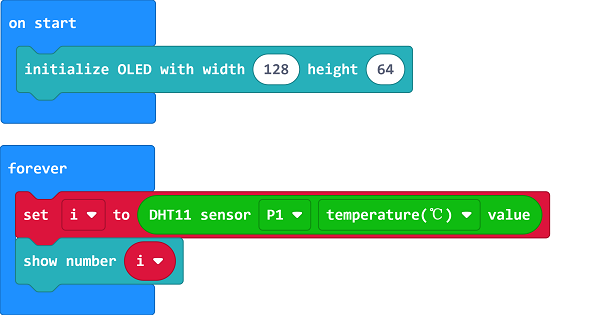 on start
initialize OLED with width 128 height 64
forever
set i to DHT11 sensor P1 temperature(℃) value
show number i